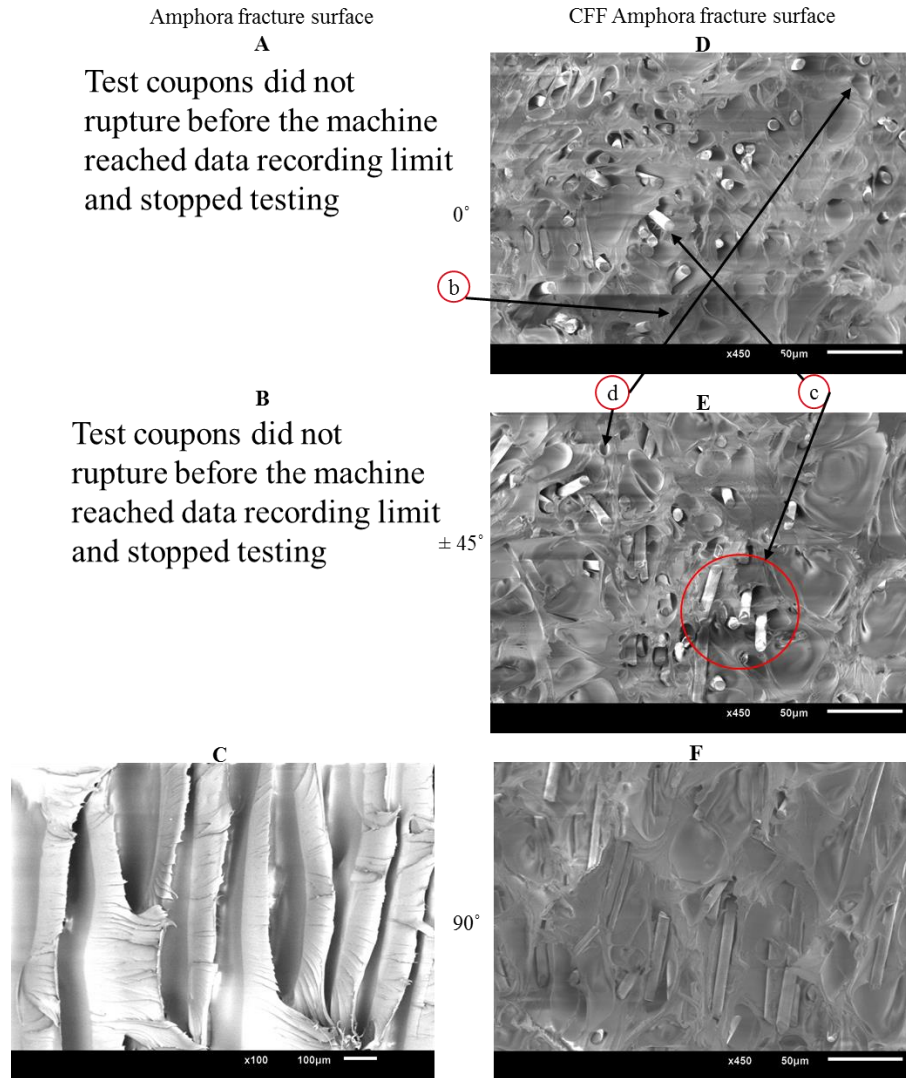 Amphora fracture surface
CFF Amphora fracture surface
A
Test coupons did not
rupture before the machine
reached data recording limit
and stopped testing
0°
D
x450 50µm
b
d
c
B
Test coupons did not
rupture before the machine
reached data recording limit
and stopped testing
± 45°
E
x450 50µm
C
x100 100µm
90°
F
x450 50µm